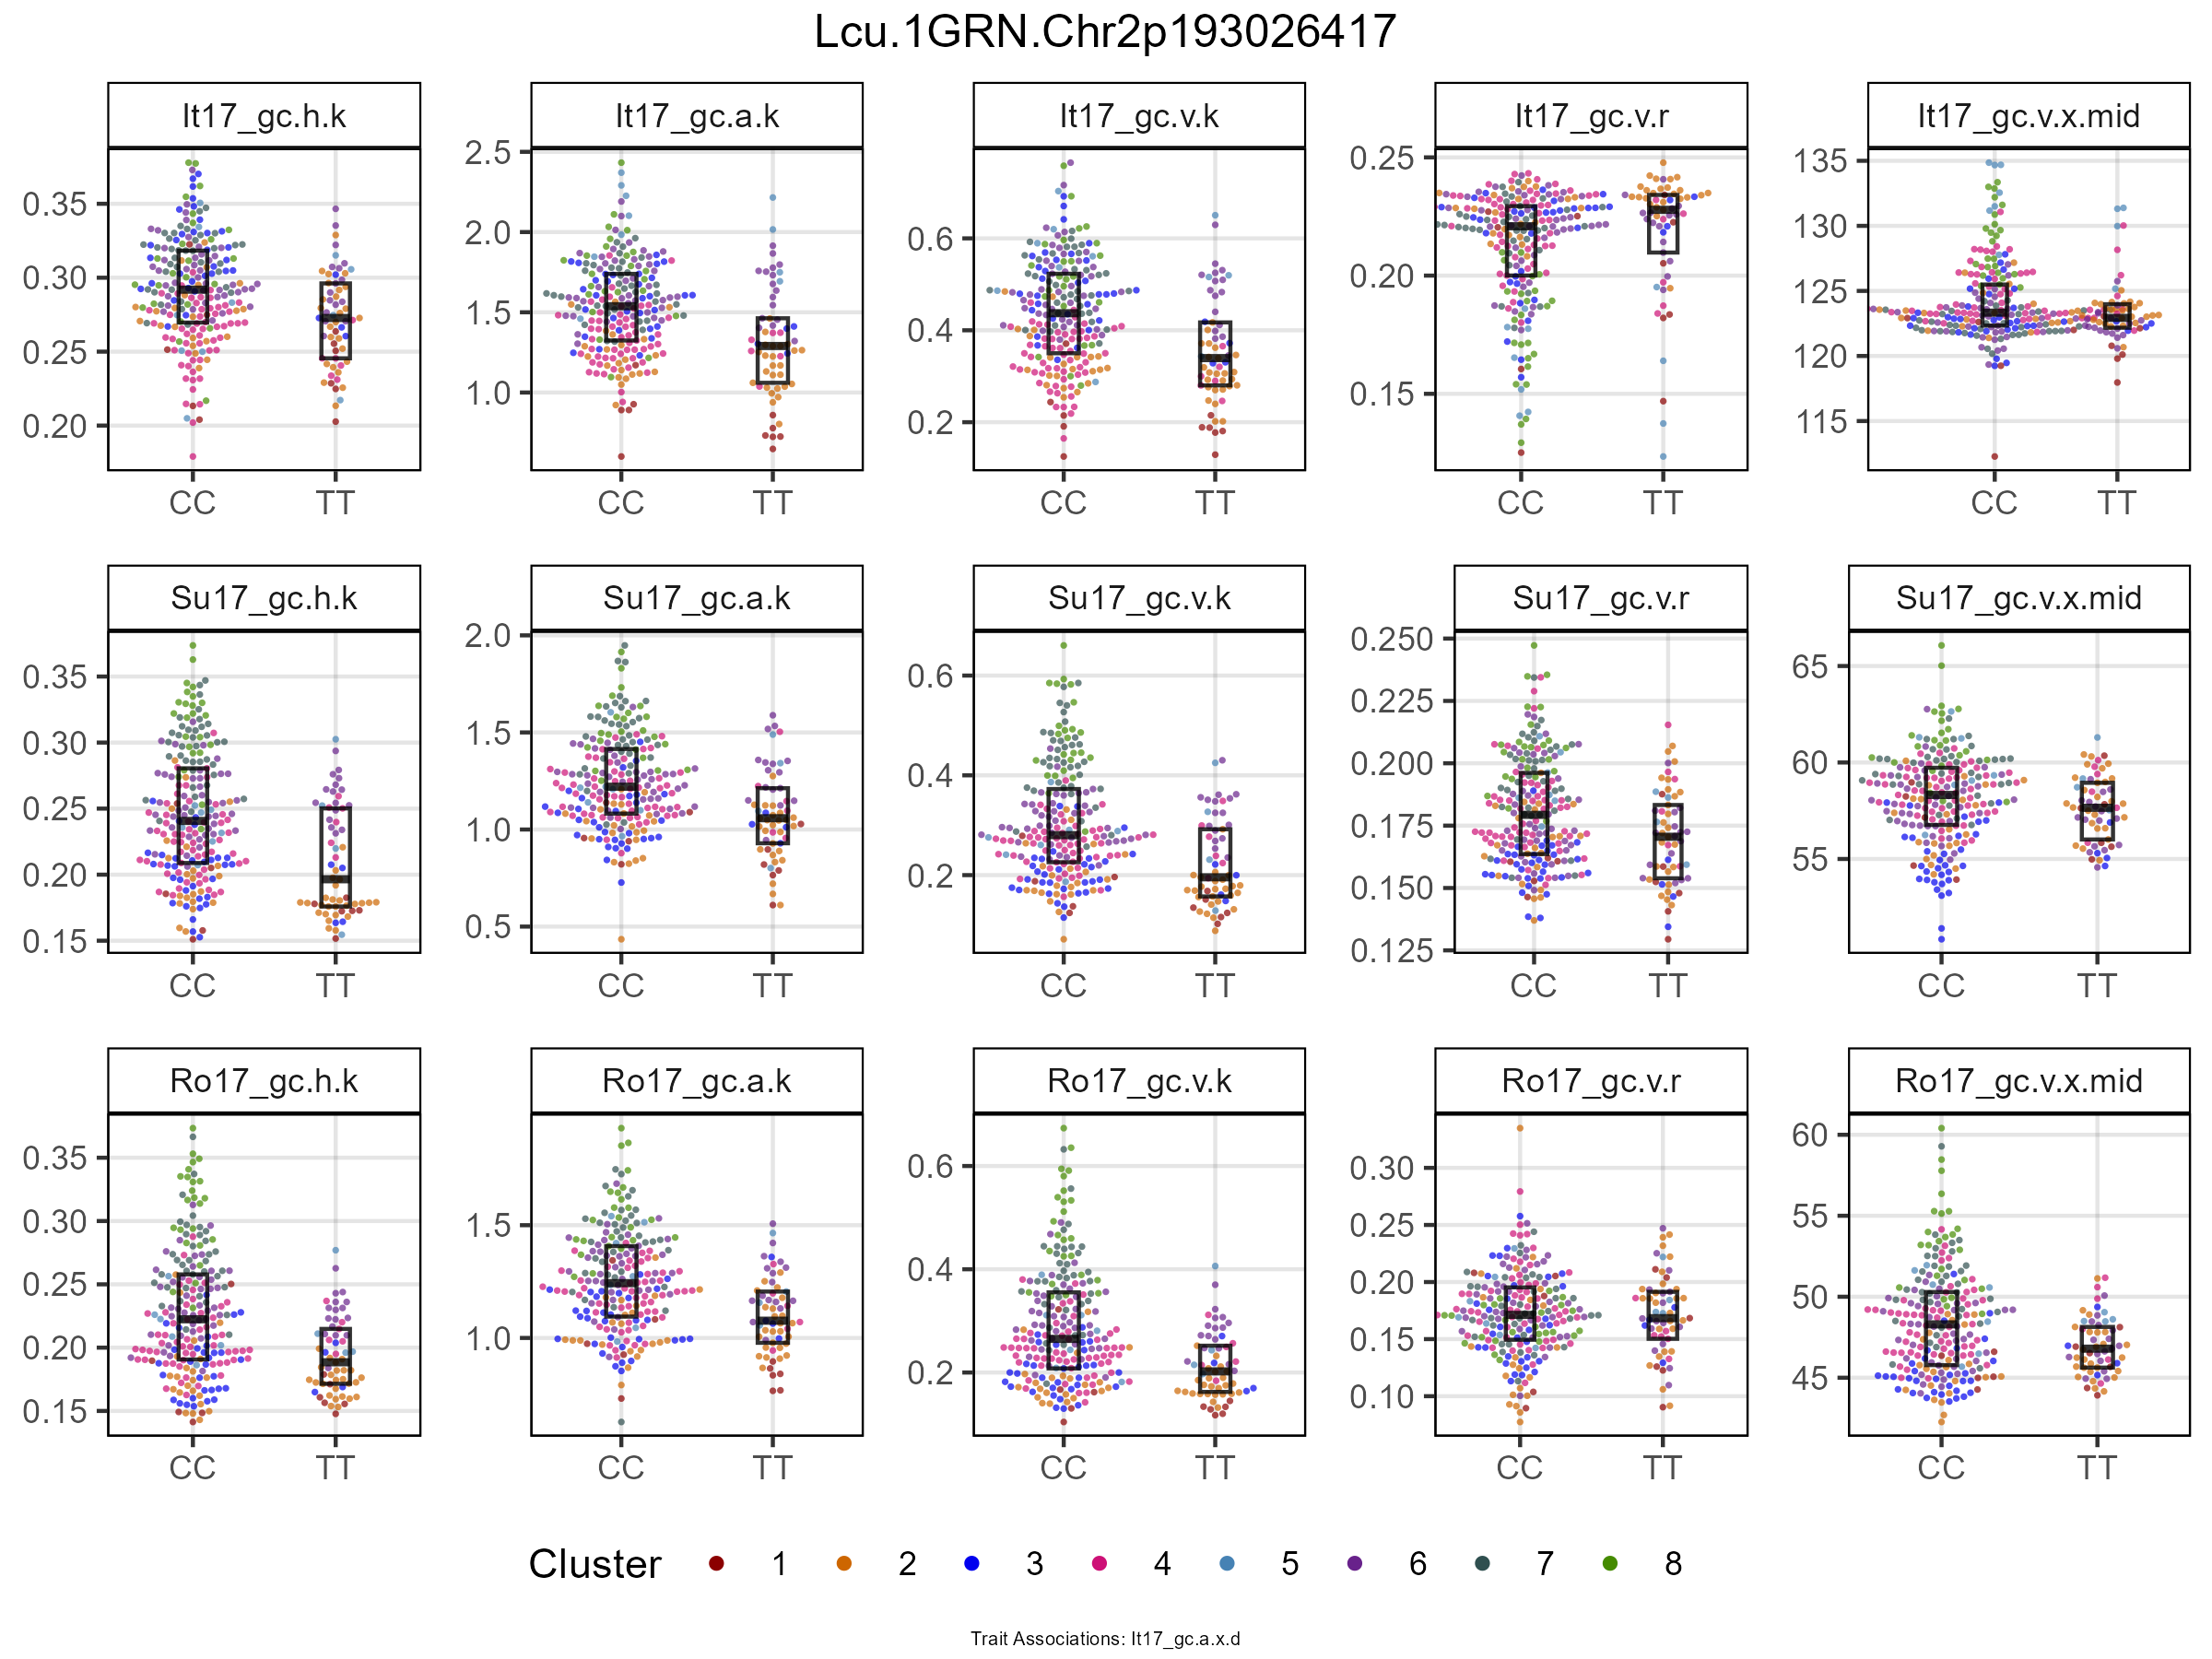 Lcu.1GRN.Chr2p193026417
It17_gc.h.k
It17_gc.a.k
It17_gc.v.k
It17_gc.v.r
It17_gc.v.x.mid
0.35
0.30
0.25
0.20
CC TT
2.5
2.0
1.5
1.0
CC TT
0.6
0.4
0.2
CC TT
0.25
0.20
0.15
CC TT
135
130
125
120
115
CC TT
Su17_gc.h.k
Su17_gc.a.k
Su17_gc.v.k
Su17_gc.v.r
Su17_gc.v.x.mid
0.35
0.30
0.25
0.20
0.15
CC TT
2.0
1.5
1.0
0.5
CC TT
0.6
0.4
0.2
CC TT
0.250
0.225
0.200
0.175
0.150
0.125
CC TT
65
60
55
CC TT
Ro17_gc.h.k
Ro17_gc.a.k
Ro17_gc.v.k
Ro17_gc.v.r
Ro17_gc.v.x.mid
0.35
0.30
0.25
0.20
0.15
CC TT
1.5
1.0
CC TT
0.6
0.4
0.2
CC TT
0.30
0.25
0.20
0.15
0.10
CC TT
60
55
50
45
CC TT
Cluster 1 2 3 4 5 6 7 8
Trait Associations: It17_gc.a.x.d